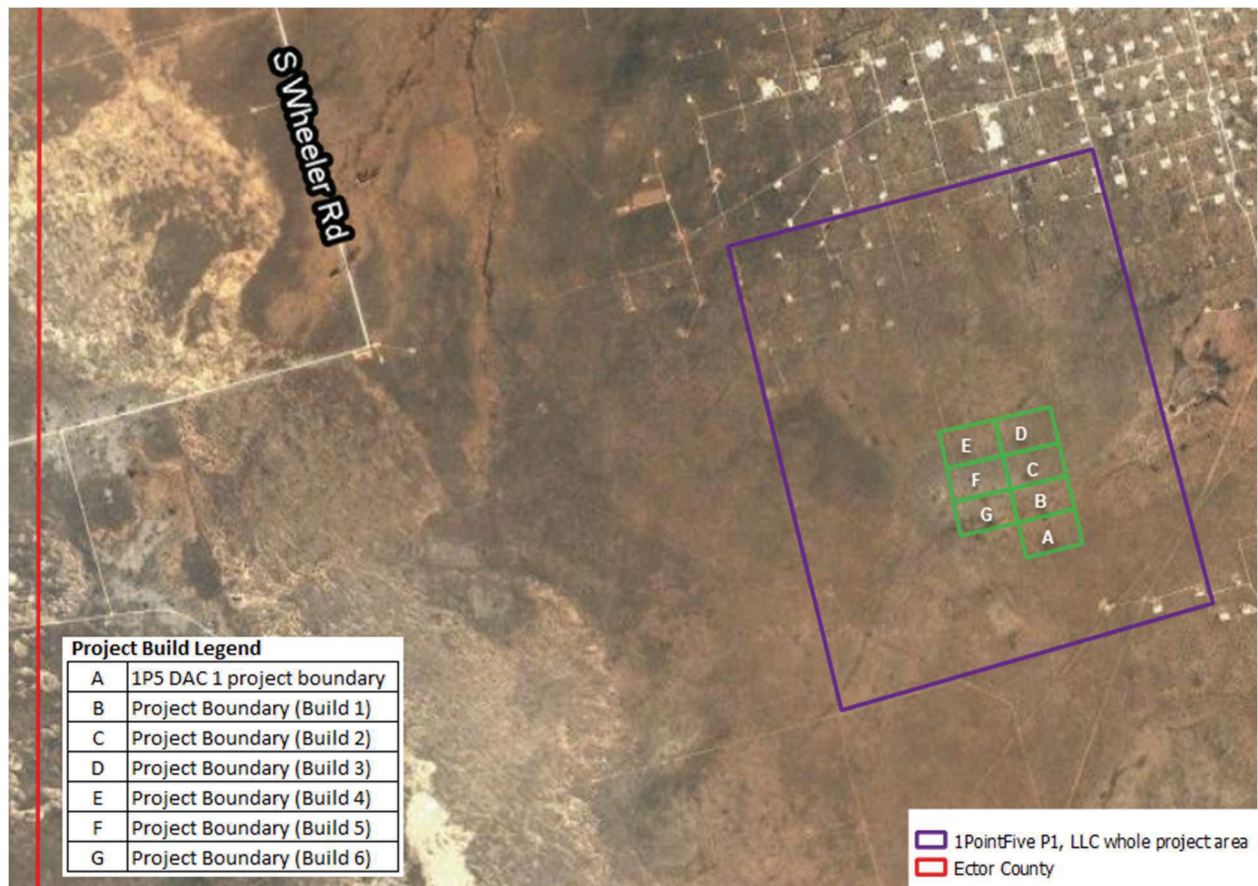 S Wheeler Rd
E D
F C
G B
A
Project Build Legend
A 1P5 DAC 1 project boundary
B Project Boundary (Build 1)
C Project Boundary (Build 2)
D Project Boundary (Build 3)
E Project Boundary (Build 4)
F Project Boundary (Build 5)
G Project Boundary (Build 6)
1PointFive P1, LLC whole project area
Ector County